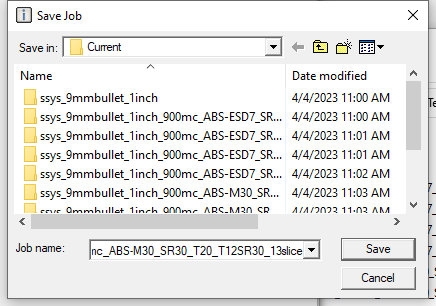 Save Job
Save in: Current
Name Date modified
ssys_9mmbullet_1inch 4/4/2023 11:00 AM
ssys_9mmbullet_1inch_900mc_ABS-ESD7_SR... 4/4/2023 11:00 AM
ssys_9mmbullet_1inch_900mc_ABS-ESD7_SR... 4/4/2023 11:01 AM
ssys_9mmbullet_1inch_900mc_ABS-ESD7_SR... 4/4/2023 11:01 AM
ssys_9mmbullet_1inch_900mc_ABS-ESD7_SR... 4/4/2023 11:02 AM
ssys_9mmbullet_1inch_900mc_ABS-M30_SR... 4/4/2023 11:03 AM
ssys_9mmbullet_1inch_900mc_ABS-M30_SR... 4/4/2023 11:03 AM
Job name: nc_ABS-M30_SR30_T20_T12SR30_13slice
Save
Cancel